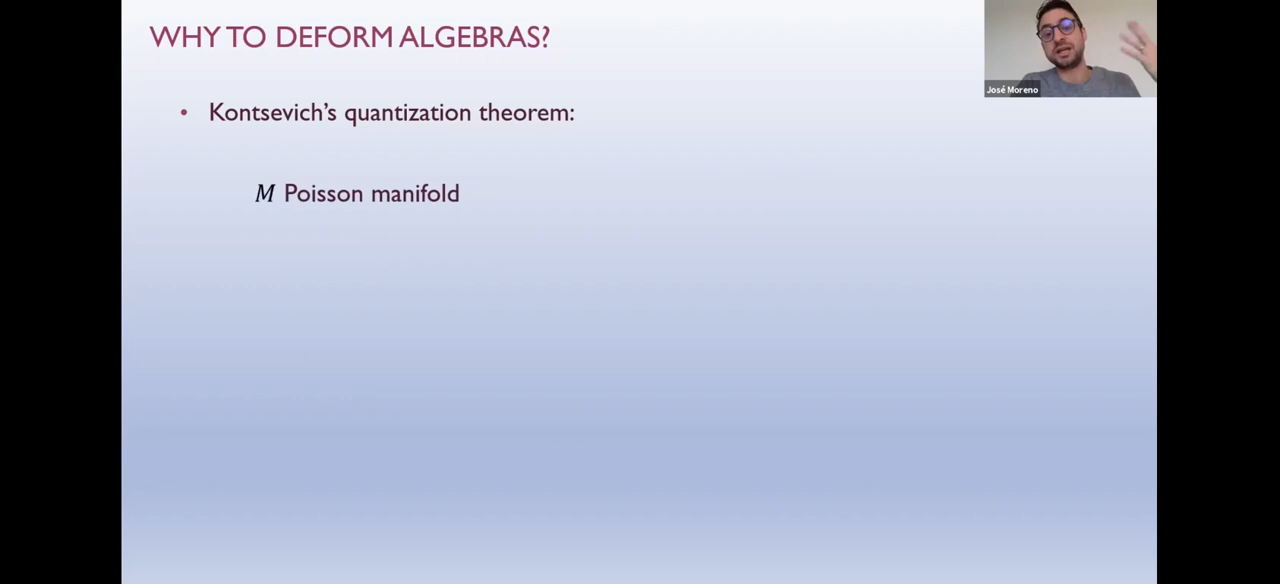 WHY TO DEFORM ALGEBRAS?
• Kontsevich’s quantization theorem:
M Poisson manifold
José Moreno